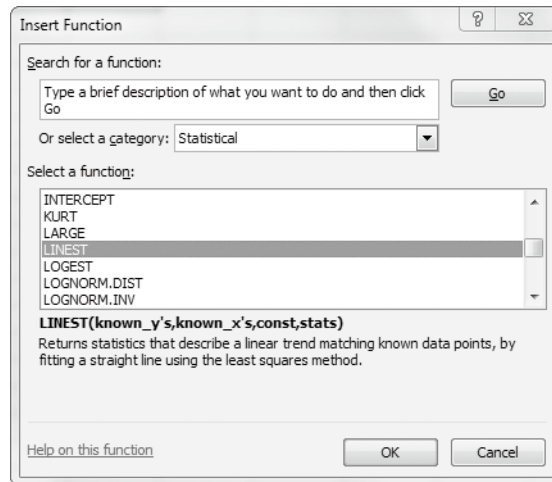 Insert Function
?
Search for a function:
Type a brief description of what you want to do and then click
Go
Go
Or select a category: Statistical
Select a function:
INTERCEPT
KURT
LARGE
LINEST
LOGEST
LOGNORM.DIST
LOGNORM.INV
LINEST(known_y's,known_x's,const,stats)
Returns statistics that describe a linear trend matching known data points, by
fitting a straight line using the least squares method.
Help on this function
OK
Cancel